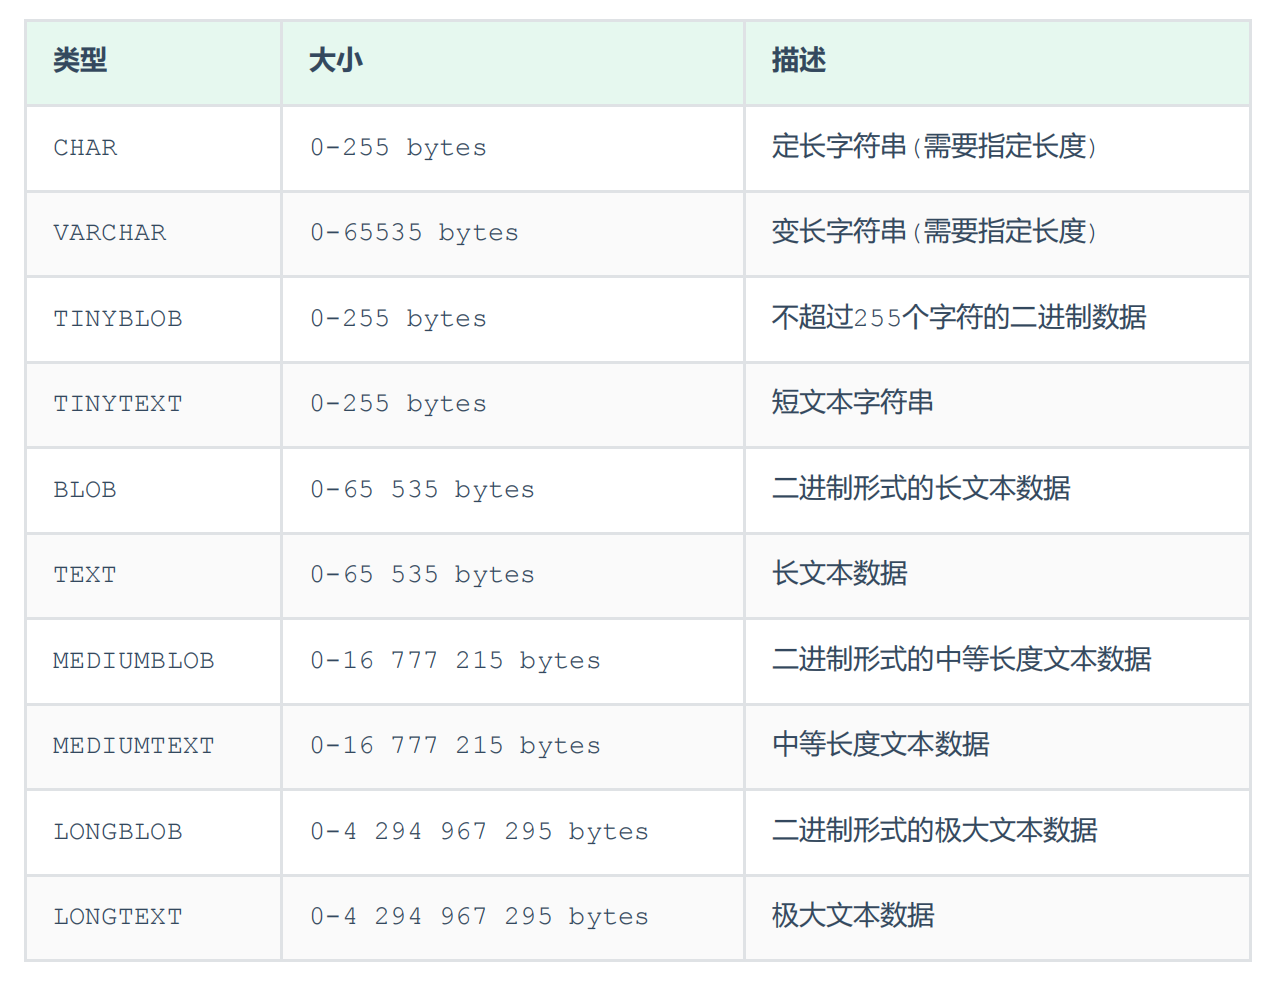 类型 大小 描述
CHAR 0-255 bytes 定长字符串(需要指定长度)
VARCHAR 0-65535 bytes 变长字符串(需要指定长度)
TINYBLOB 0-255 bytes 不超过255个字符的二进制数据
TINYTEXT 0-255 bytes 短文本字符串
BLOB 0-65 535 bytes 二进制形式的长文本数据
TEXT 0-65 535 bytes 长文本数据
MEDIUMBLOB 0-16 777 215 bytes 二进制形式的中等长度文本数据
MEDIUMTEXT 0-16 777 215 bytes 中等长度文本数据
LONGBLOB 0-4 294 967 295 bytes 二进制形式的极大文本数据
LONGTEXT 0-4 294 967 295 bytes 极大文本数据